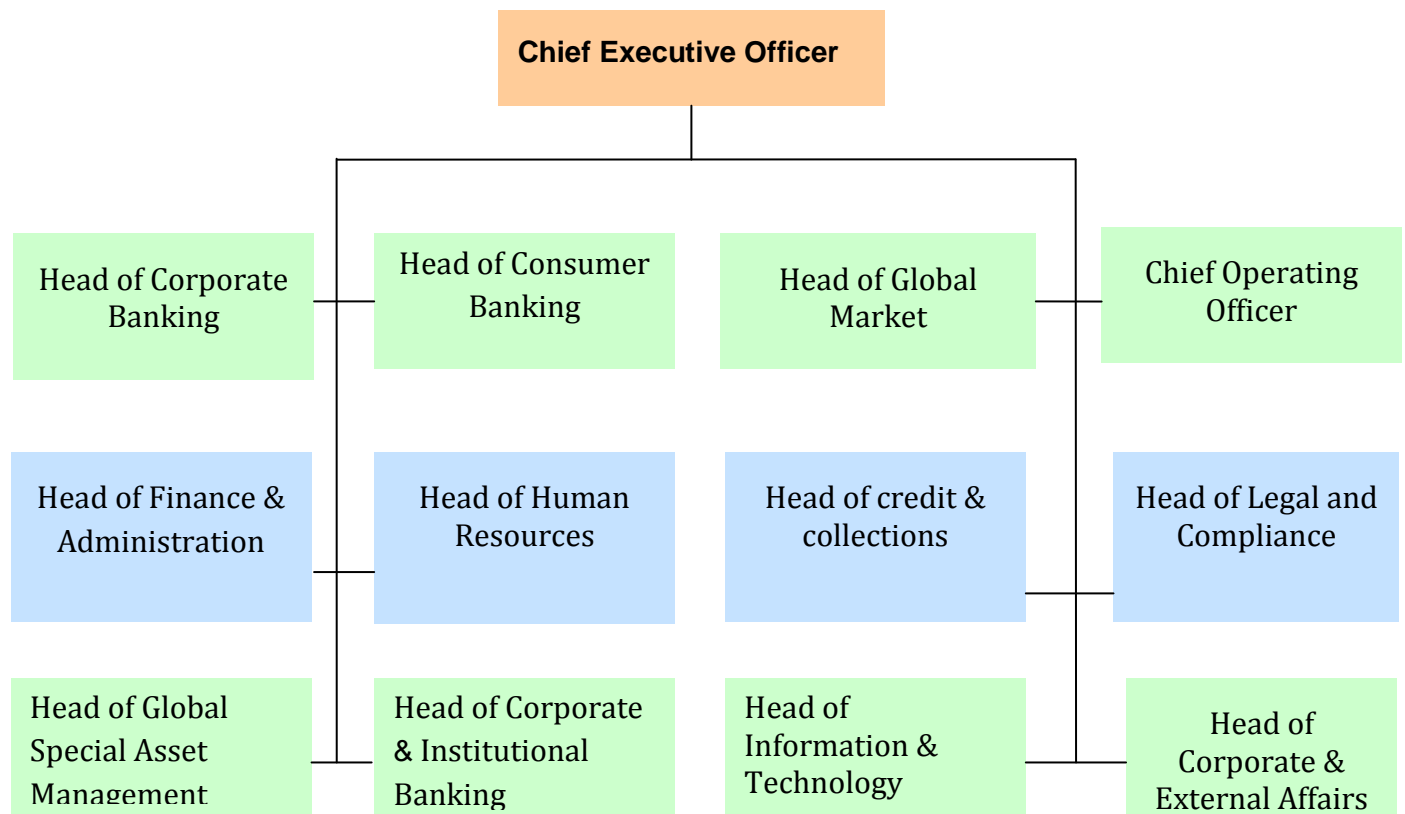 Chief Executive Officer
Head of Corporate
Banking
Head of Consumer
Banking
Head of Global
Market
Chief Operating
Officer
Head of Finance &
Administration
Head of Human
Resources
Head of credit &
collections
Head of Legal and
Compliance
Head of Global
Special Asset
Management
Head of Corporate
& Institutional
Banking
Head of
Information &
Technology
Head of
Corporate &
External Affairs